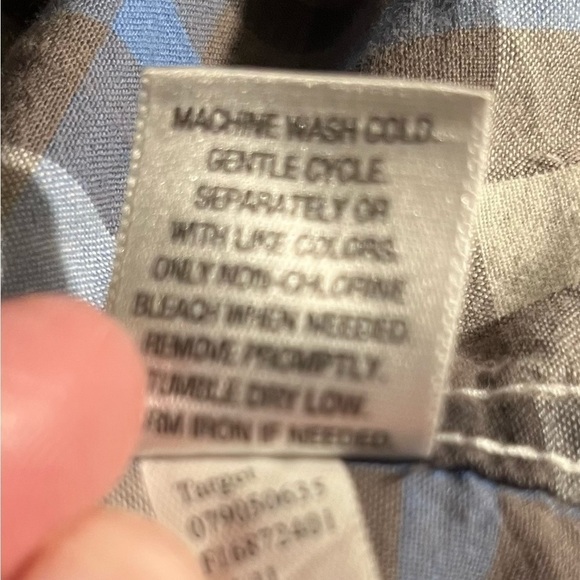 MACHINE WASH COLD.
GENTLE CYCLE.
SEPARATELY OR
WITH LIKE COLORS.
ONLY NON-CHLORINE
BLEACH WHEN NEEDED.
REMOVE PROMPTLY.
TUMBLE DRY LOW.
IRON IF NEEDED.
Target
079050635